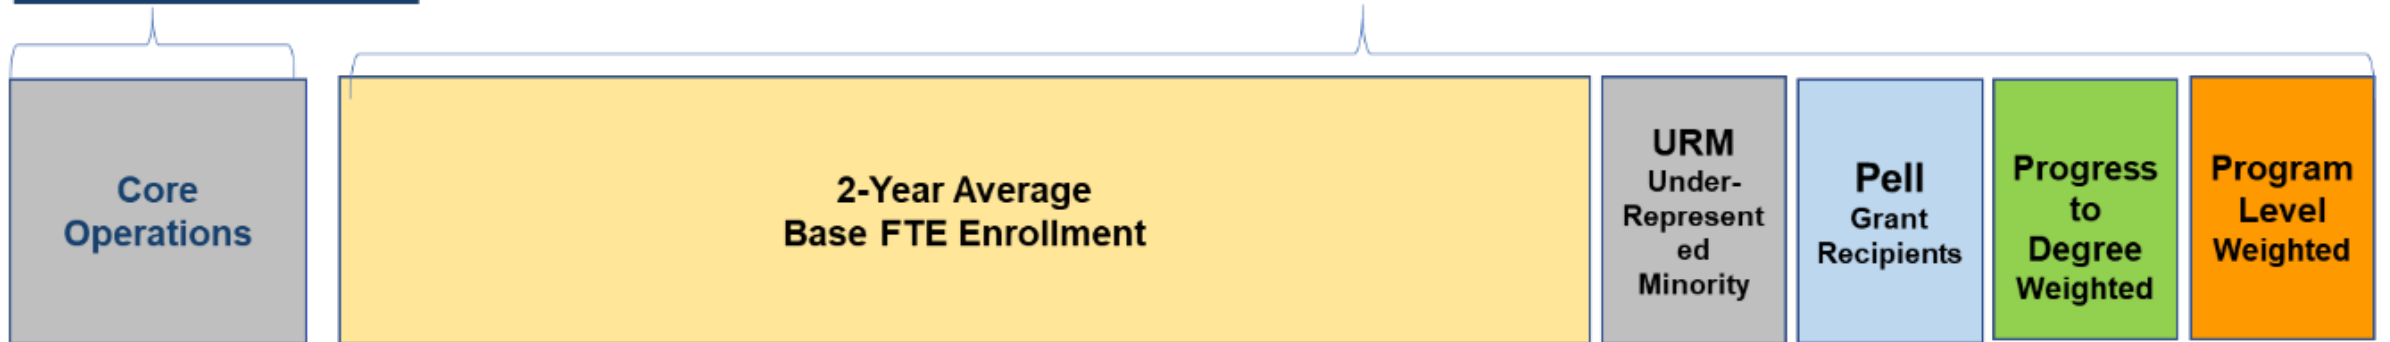 Core
Operations
2-Year Average
Base FTE Enrollment
URM
Under-
Represent
ed
Minority
Pell
Grant
Recipients
Progress
to
Degree
Weighted
Program
Level
Weighted